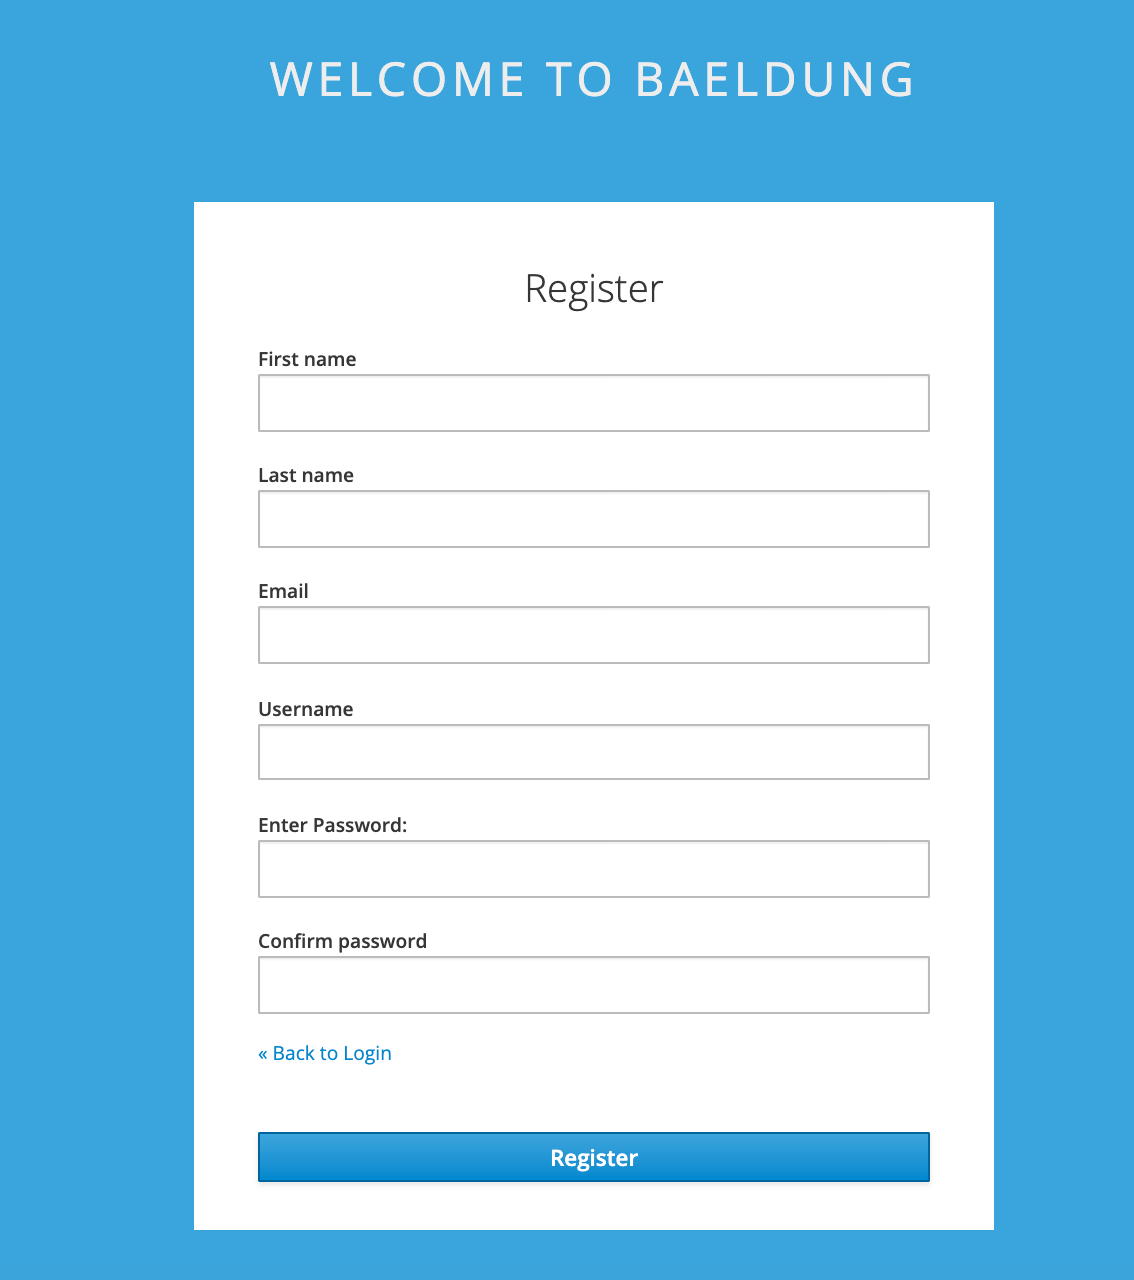 WELCOME TO BAELDUNG
Register
First name
Last name
Email
Username
Enter Password:
Confirm password
« Back to Login
Register